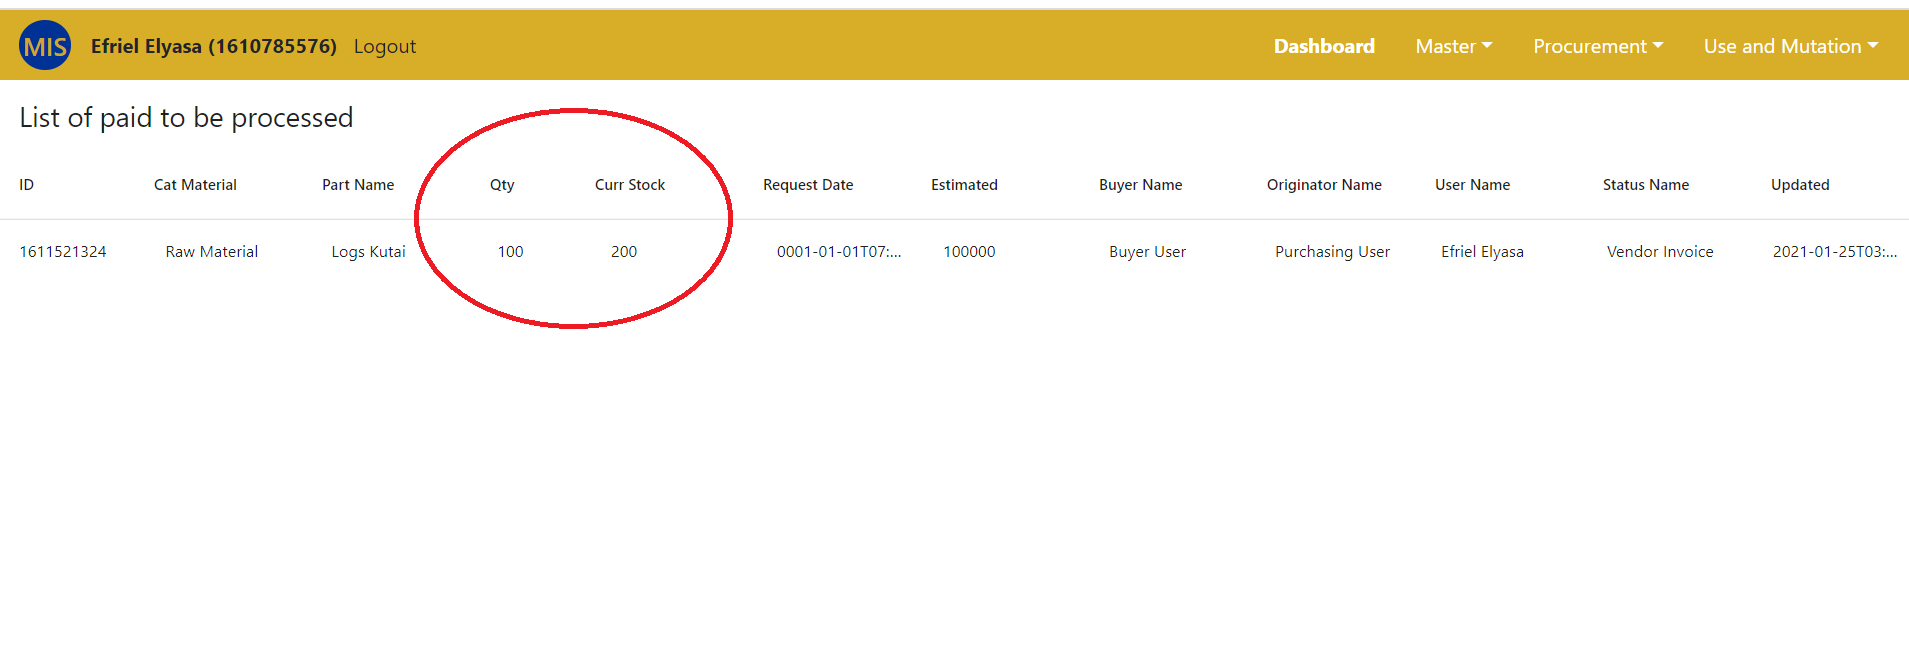 MIS Efriel Elyasa (1610785576) Logout Dashboard Master Procurement Use and Mutation
List of paid to be processed
ID Cat Material Part Name Qty Curr Stock Request Date Estimated Buyer Name Originator Name User Name Status Name Updated
1611521324 Raw Material Logs Kutai 100 200 0001-01-01T07:... 100000 Buyer User Purchasing User Efriel Elyasa Vendor Invoice 2021-01-25T03:...